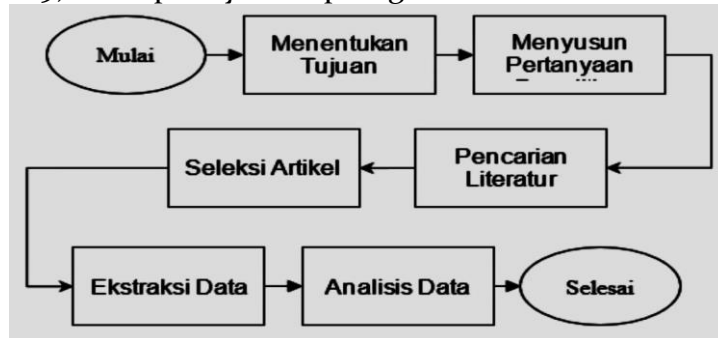 Mulai
Menentukan
Tujuan
Menyusun
Pertanyaan
Pencarian
Literatur
Seleksi Artikel
Ekstraksi Data
Analisis Data
Selesai